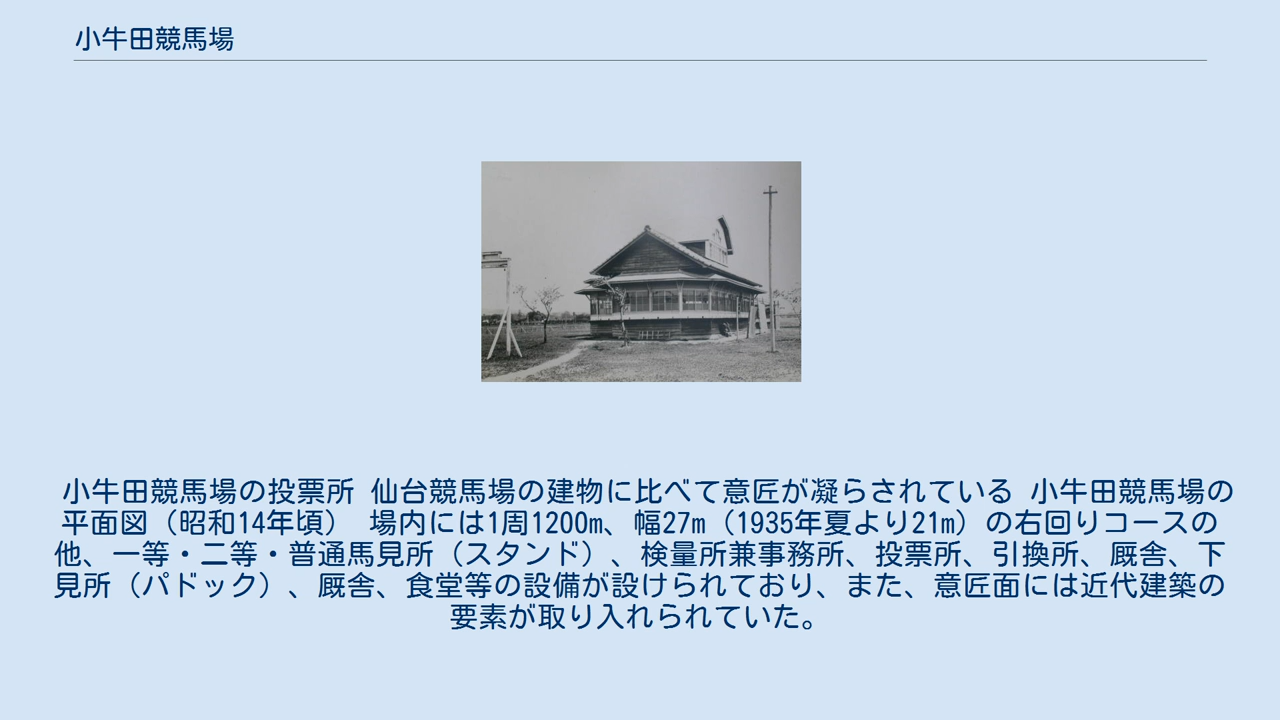 小牛田競馬場
小牛田競馬場の投票所 仙台競馬場の建物に比べて意匠が凝らされている 小牛田競馬場の
平面図（昭和14年頃） 場内には1周1200m、幅27m（1935年夏より21m）の右回りコースの
他、一等・二等・普通馬見所（スタンド）、検量所兼事務所、投票所、引換所、厩舎、下
見所（パドック）、厩舎、食堂等の設備が設けられており、また、意匠面には近代建築の
要素が取り入れられていた。